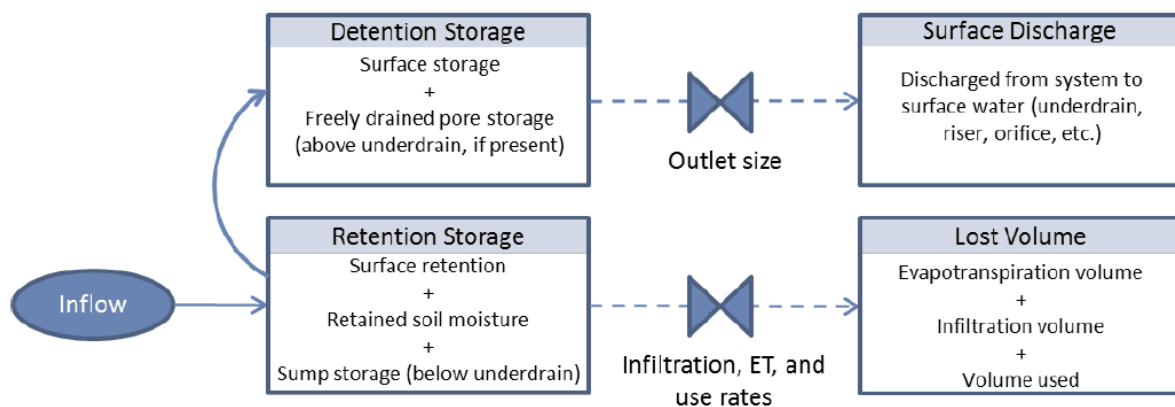 Detention Storage
Surface storage
+
Freely drained pore storage
(above underdrain, if present)
Outlet size
Surface Discharge
Discharged from system to
surface water (underdrain,
riser, orifice, etc.)
Inflow
Retention Storage
Surface retention
+
Retained soil moisture
+
Sump storage (below underdrain)
Infiltration, ET, and
use rates
Lost Volume
Evapotranspiration volume
+
Infiltration volume
+
Volume used